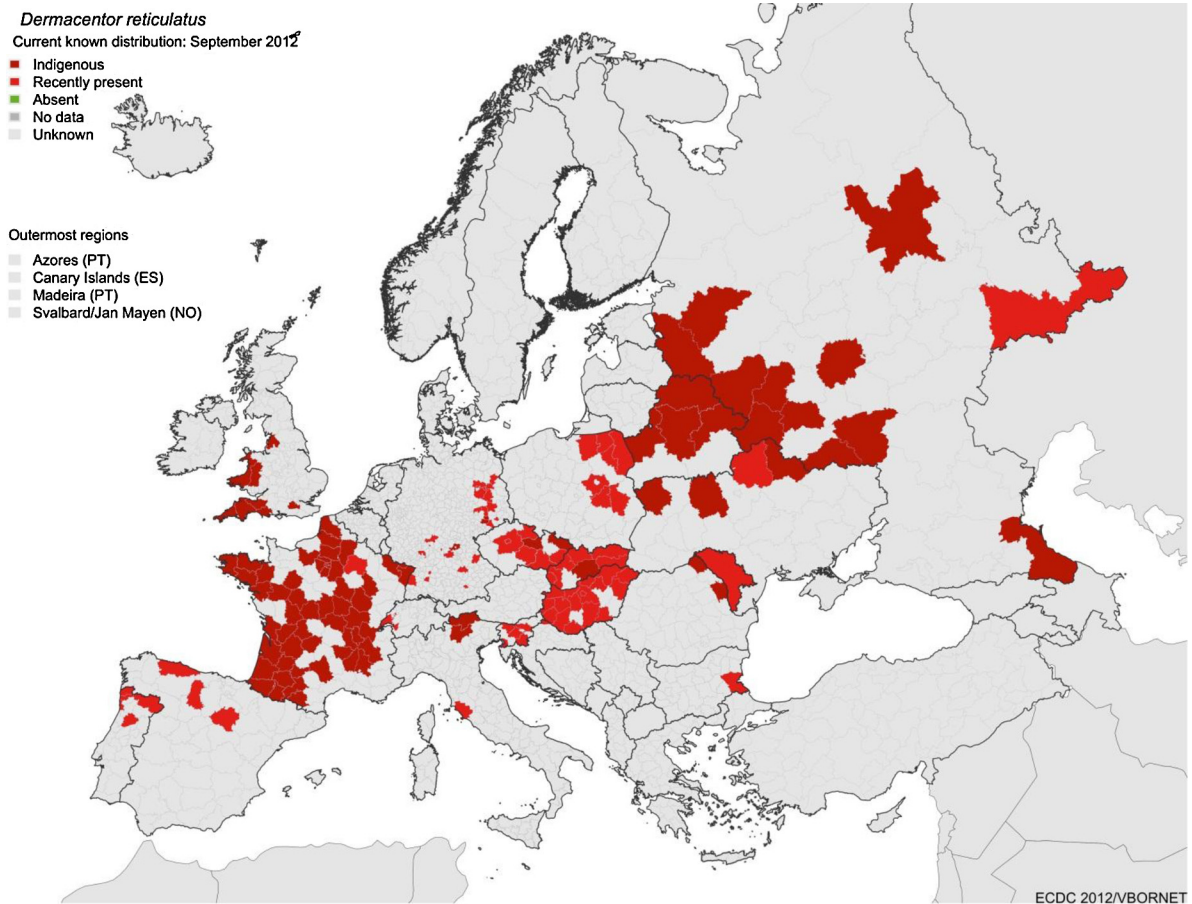 Dermacentor reticulatus
Current known distribution: September 2012
Indigenous
Recently present
Absent
No data
Unknown
Outermost regions
Azores (PT)
Canary Islands (ES)
Madeira (PT)
Svalbard/Jan Mayen (NO)
ECDC 2012/VBORNET